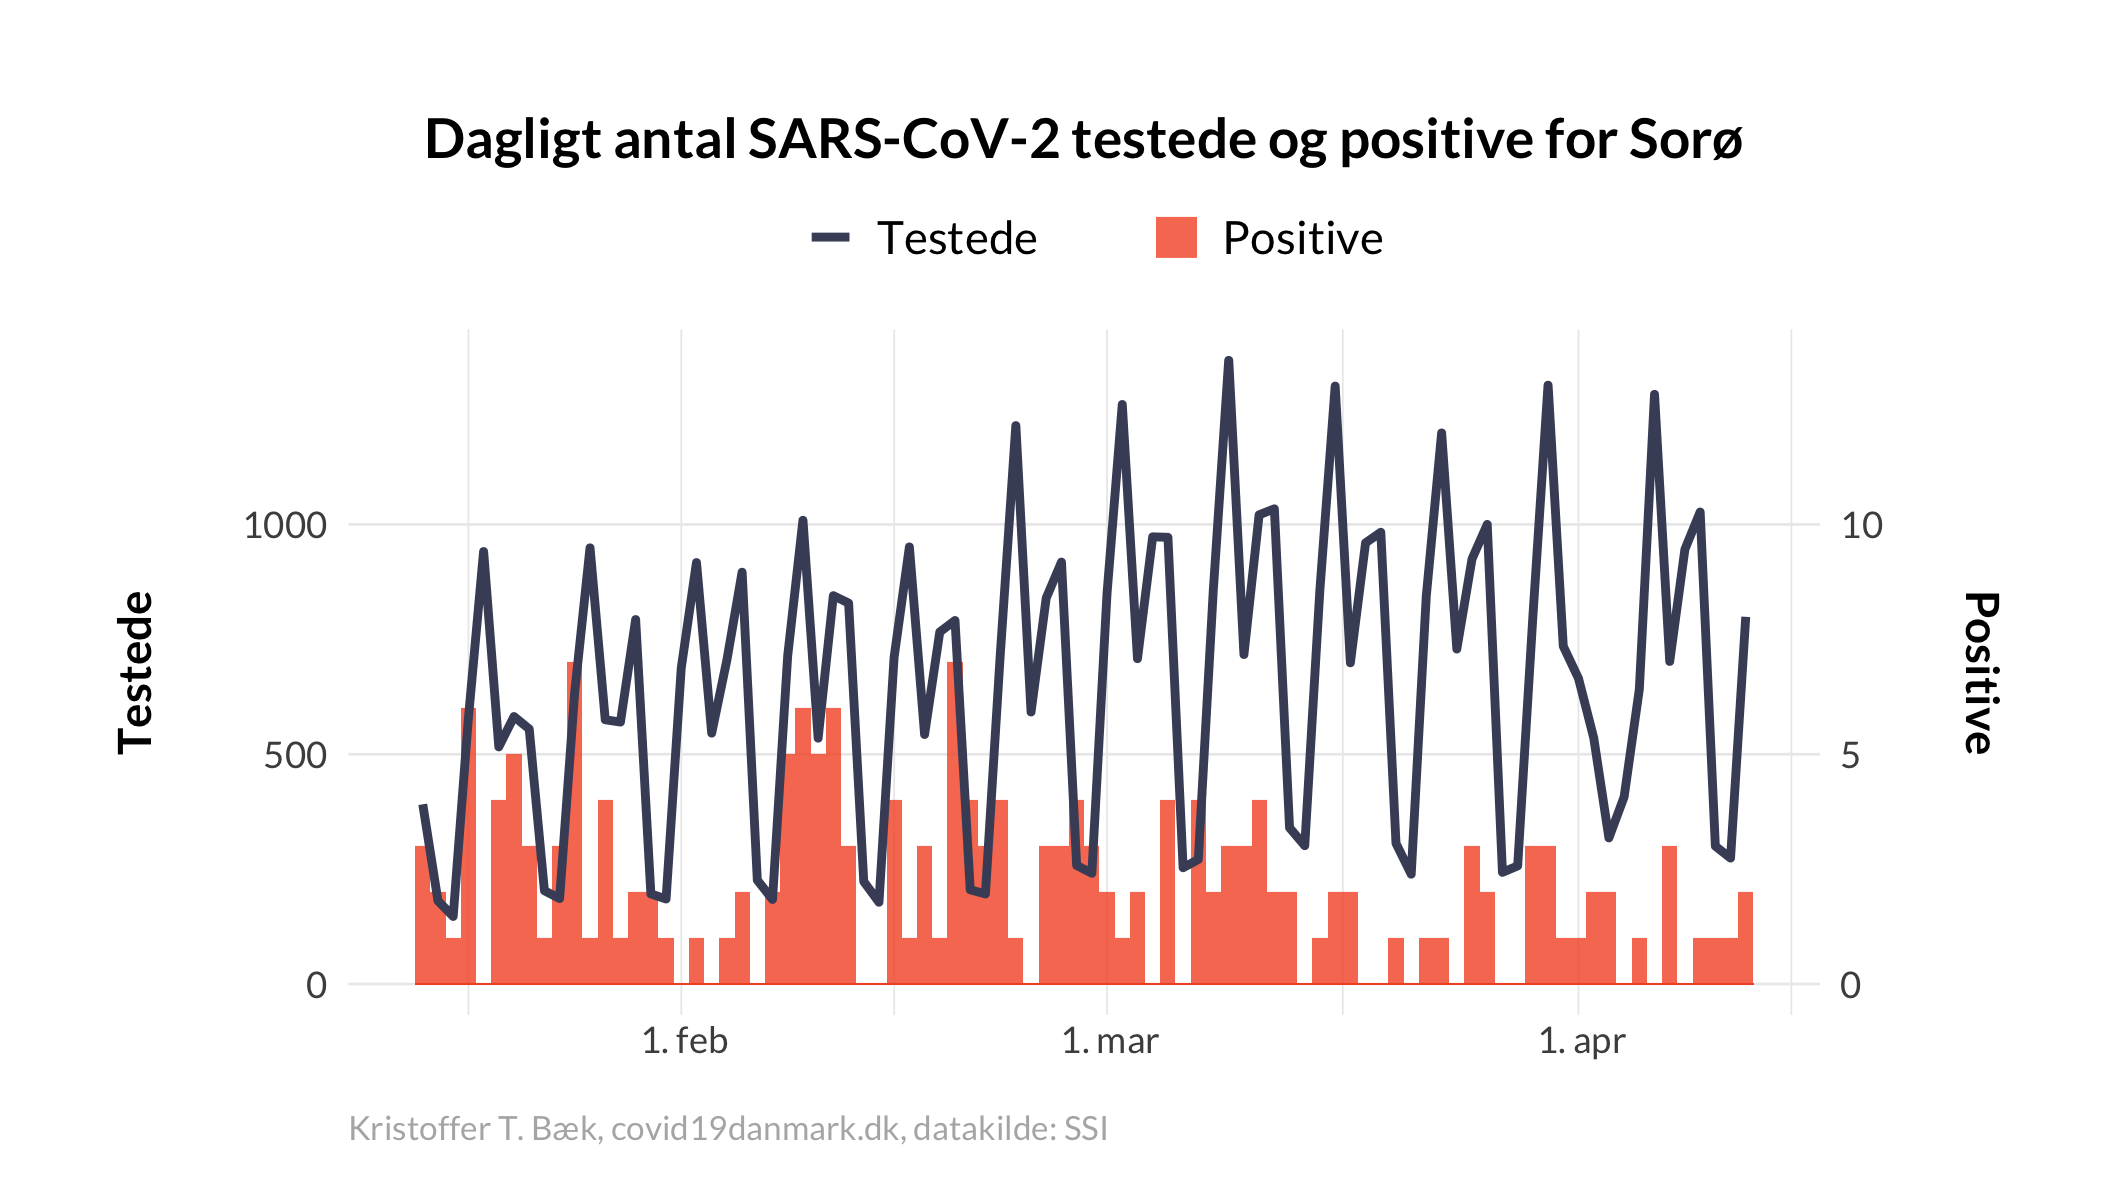 Dagligt antal SARS-CoV-2 testede og positive for Sorø
Testede
Positive
Testede
1000
500
0
10
5
0
Positive
1. feb
1. mar
1. apr
Kristoffer T. Bæk, covid19danmark.dk, datakilde: SSI